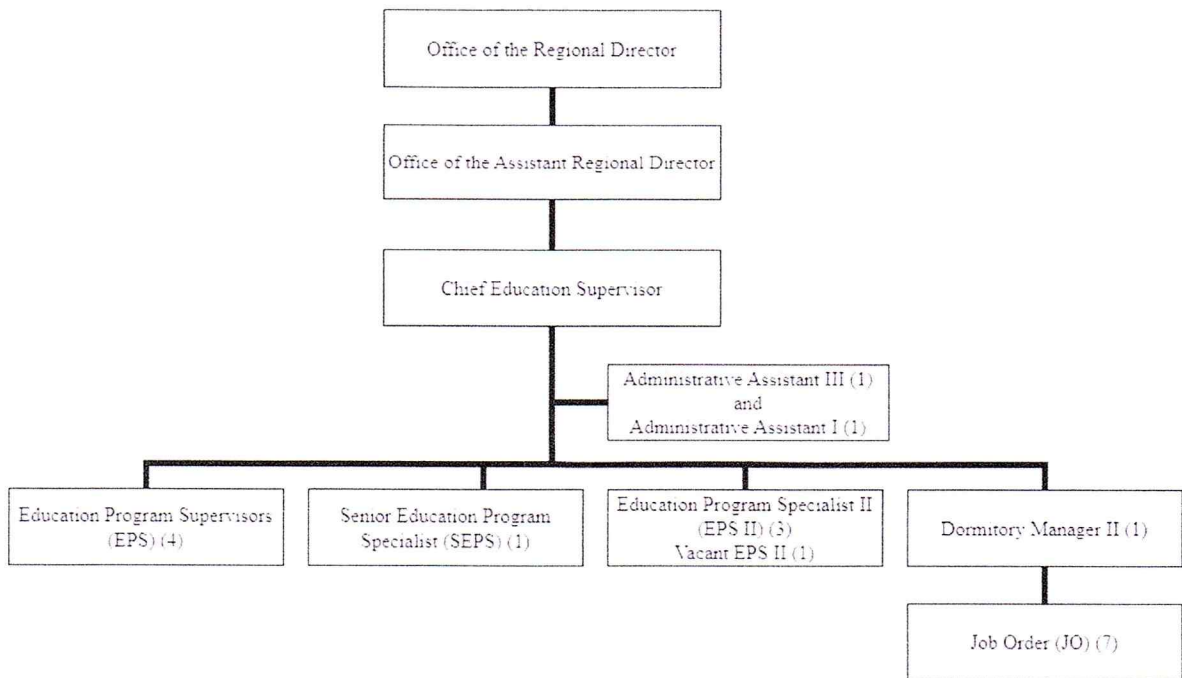 Office of the Regional Director
Office of the Assistant Regional Director
Chief Education Supervisor
Administrative Assistant III (1)
and
Administrative Assistant I (1)
Education Program Supervisors
(EPS) (4)
Senior Education Program
Specialist (SEPS) (1)
Education Program Specialist II
(EPS II) (3)
Vacant EPS II (1)
Dormitory Manager II (1)
Job Order (JO) (7)